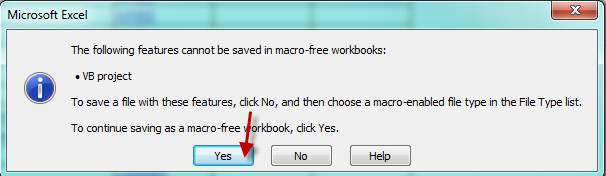 Microsoft Excel
The following features cannot be saved in macro-free workbooks:
• VB project
To save a file with these features, click No, and then choose a macro-enabled file type in the File Type list.
To continue saving as a macro-free workbook, click Yes.
Yes No Help